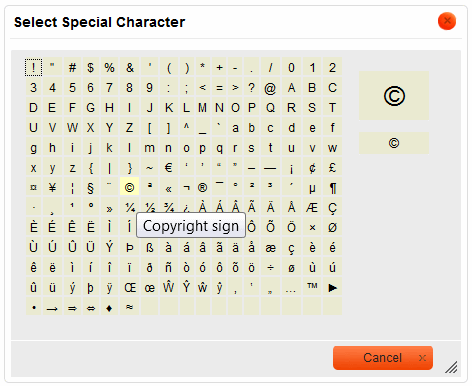 Select Special Character
! " # $ % & ' ( ) * + - . / 0 1 2
3 4 5 6 7 8 9 : ; < = > ? @ A B C
D E F G H I J K L M N O P Q R S T
U V W X Y Z [ ] ^ _ ` a b c d e f
g h i j k l m n o p q r s t u v w
x y z { | } ~ € ‘ ’ “ ” – — ¡ ¢ £
¤ ¥ ¦ § ¨ © ª « ¬ ® ¯ ° ² ³ ´ µ ¶
· ¸ ¹ º » ¼ ½ ¾ ¿ À Á Â Ã Ä Å Æ Ç
È É Ê Ë Ì Í Ô Õ Ö × Ø
Ù Ú Û Ü Ý Þ ß à á â ã ä å æ ç è é
ê ë ì í î ï ð ñ ò ó ô õ ö ÷ ø ù ú
û ü ý þ ÿ Œ œ Ŵ Ŷ ŵ ŷ ‚ ‛ „ … ™ ►
• → ⇒ ⇔ ♦ ≈
©
©
Copyright sign
Cancel